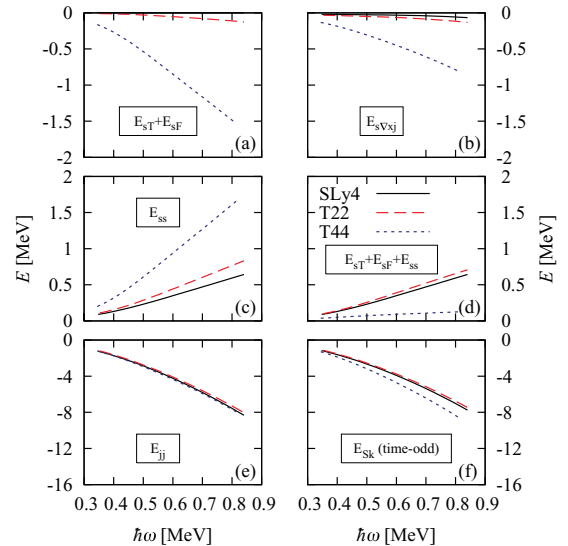 0
-0.5
-1
-1.5
-2
E_sT+E_sF
(a)
0
-0.5
-1
-1.5
-2
E_s∇xj
(b)
2
1.5
1
0.5
0
E [MeV]
E_ss
(c)
SLy4
T22
T44
E_sT+E_sF+E_ss
(d)
2
1.5
1
0.5
0
E [MeV]
0
-4
-8
-12
-16
E_jj
(e)
0.3 0.4 0.5 0.6 0.7 0.8 0.9
ħω [MeV]
E_Sk (time-odd)
(f)
0
-4
-8
-12
-16
0.3 0.4 0.5 0.6 0.7 0.8 0.9
ħω [MeV]